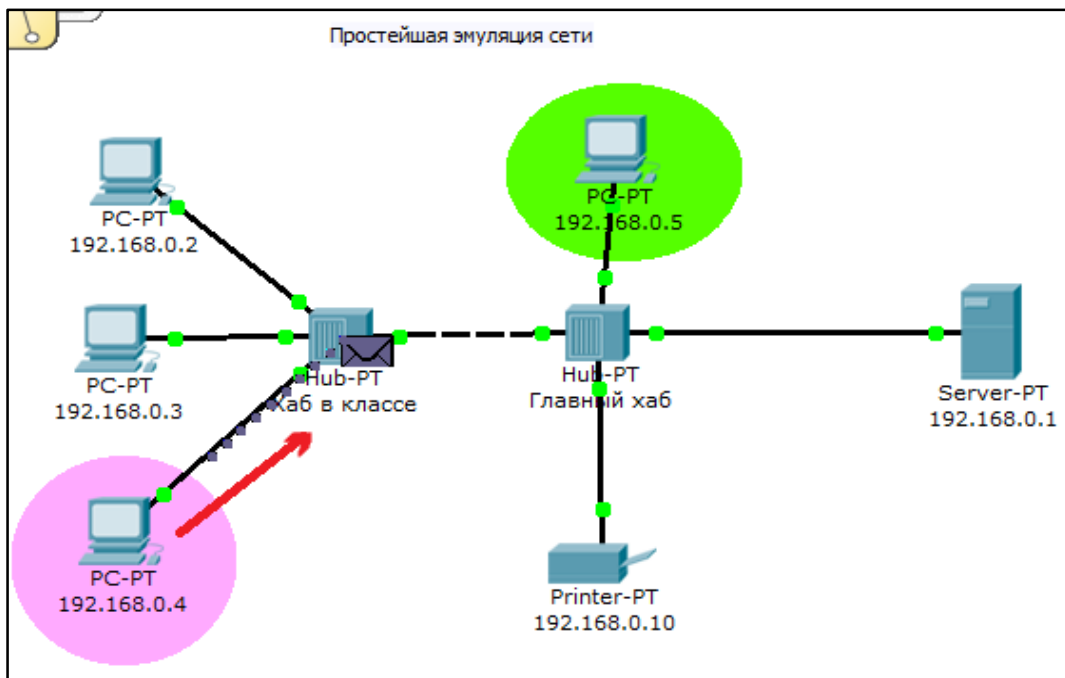 Простейшая эмуляция сети
PC-PT
192.168.0.2
PC-PT
192.168.0.3
PC-PT
192.168.0.4
Hub-PT
Хаб в классе
PC-PT
192.168.0.5
Hub-PT
Главный хаб
Server-PT
192.168.0.1
Printer-PT
192.168.0.10